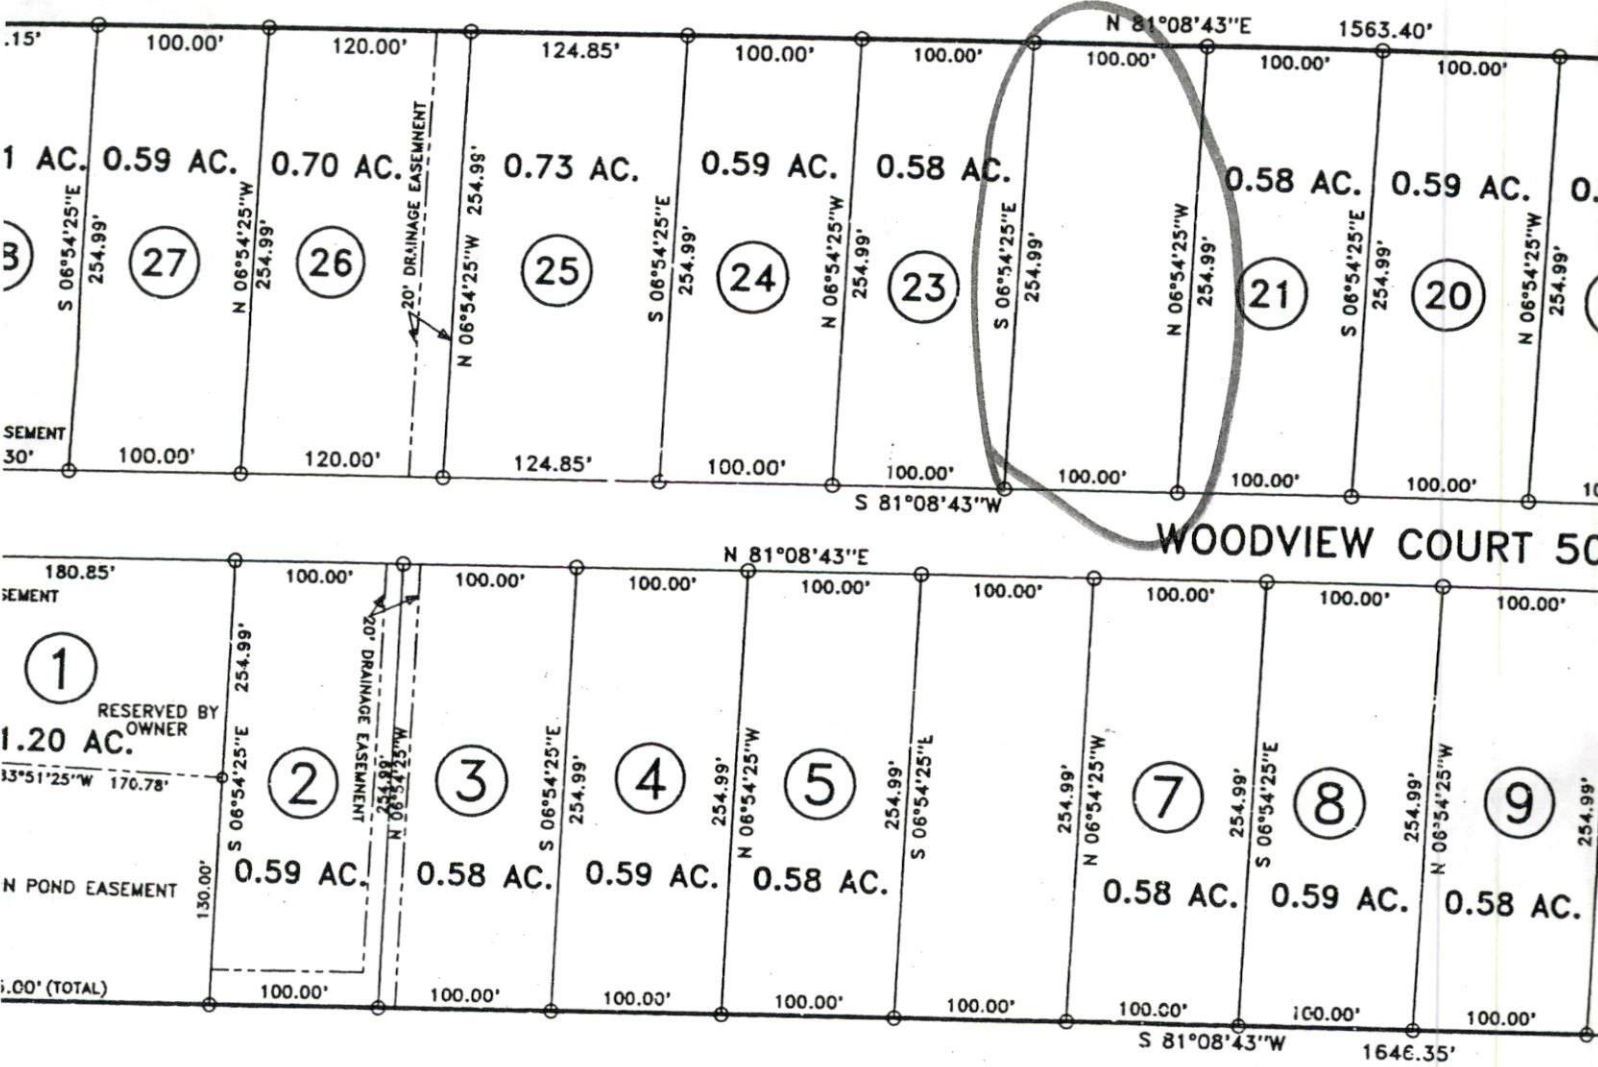 N 81°08'43"E 1563.40'
.15' 100.00' 120.00' 124.85' 100.00' 100.00' 100.00' 100.00' 100.00'
1 AC. 0.59 AC. 0.70 AC. 0.73 AC. 0.59 AC. 0.58 AC. 0.58 AC. 0.59 AC. 0.
S 06°54'25"E 254.99'
N 06°54'25"W 254.99'
20' DRAINAGE EASEMNENT
N 06°54'25"W 254.99'
S 06°54'25"E 254.99'
N 06°54'25"W 254.99'
S 06°54'25"E 254.99'
N 06°54'25"W 254.99'
S 06°54'25"E 254.99'
N 06°54'25"W 254.99'
27 26 25 24 23 21 20
SEMENT
30' 100.00' 120.00' 124.85' 100.00' 100.00' 100.00' 100.00' 100.00' 10
S 81°08'43"W
WOODVIEW COURT 50
N 81°08'43"E
180.85' 100.00' 100.00' 100.00' 100.00' 100.00' 100.00' 100.00'
SEMENT
1
RESERVED BY
OWNER
1.20 AC.
33°51'25"W 170.78'
S 06°54'25"E 254.99'
130.00'
20' DRAINAGE EASEMNENT
254.99'
N 06°54'25"W
S 06°54'25"E 254.99'
254.99' N 06°54'25"W
254.99' S 06°54'25"E
254.99' N 06°54'25"W
254.99' S 06°54'25"E
254.99' N 06°54'25"W
254.99'
2 3 4 5 7 8 9
0.59 AC. 0.58 AC. 0.59 AC. 0.58 AC. 0.58 AC. 0.59 AC. 0.58 AC.
N POND EASEMENT
.00' (TOTAL) 100.00' 100.00' 100.00' 100.00' 100.00' 100.00' 100.00' 100.00'
S 81°08'43"W 1646.35'